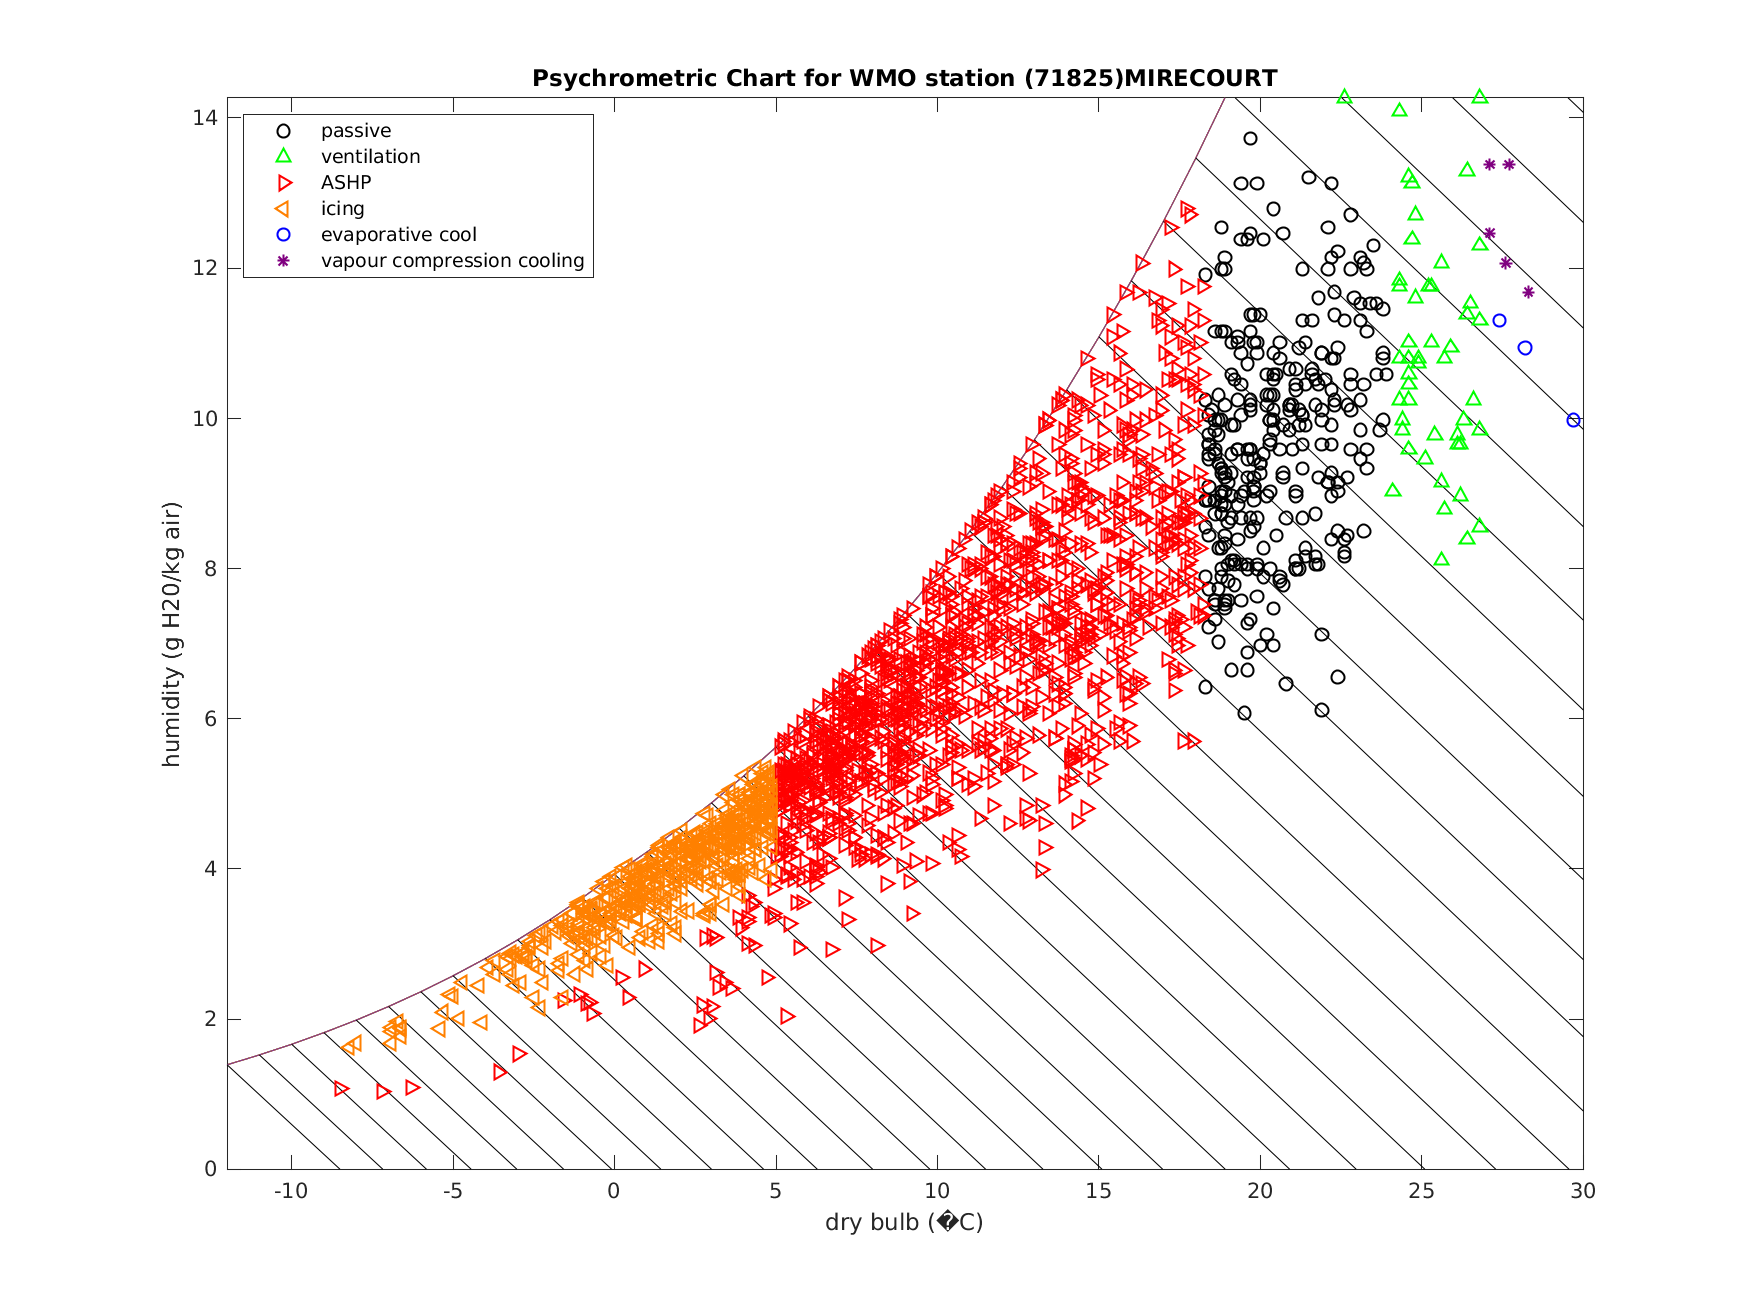 Psychrometric Chart for WMO station (71825)MIRECOURT
passive
ventilation
ASHP
icing
evaporative cool
vapour compression cooling
humidity (g H20/kg air)
14
12
10
8
6
4
2
0
-10 -5 0 5 10 15 20 25 30
dry bulb (�C)